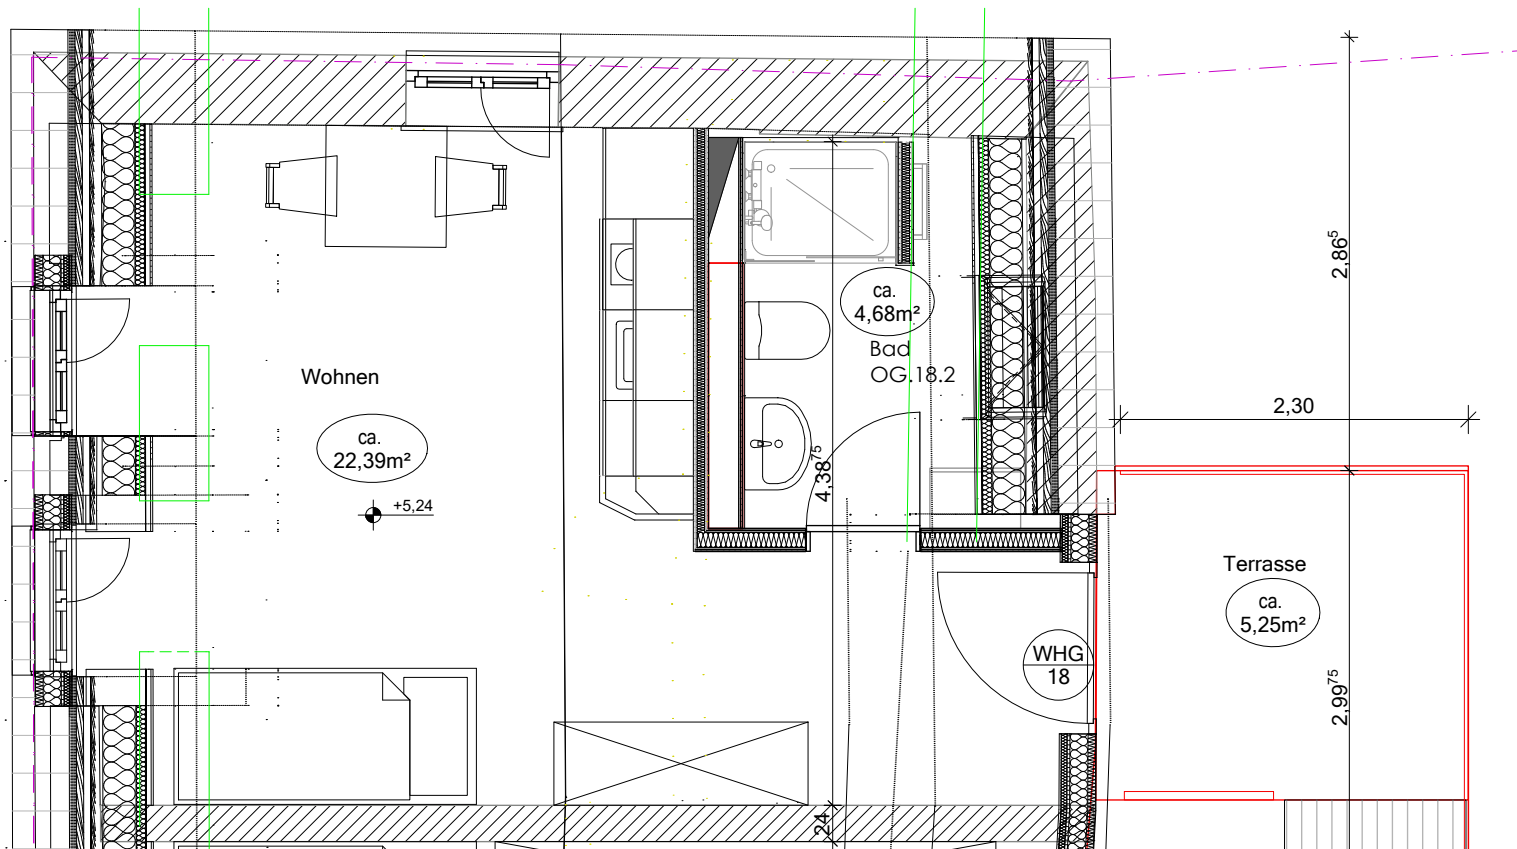 2,86⁵
ca.
4,68m²
Bad
OG.18.2
Wohnen
2,30
ca.
22,39m²
4,38⁷⁵
+5,24
Terrasse
ca.
5,25m²
WHG
18
2,99⁷⁵
24